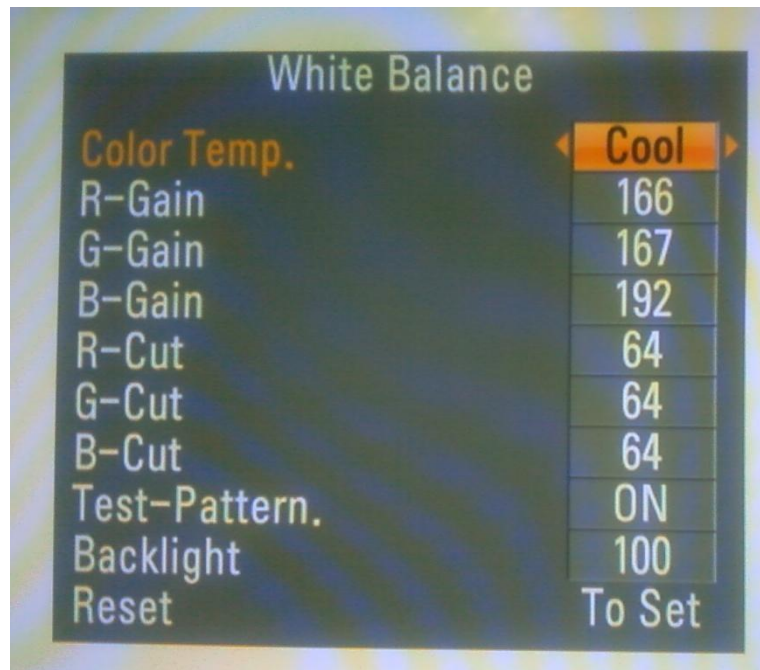 White Balance
Color Temp. Cool
R-Gain 166
G-Gain 167
B-Gain 192
R-Cut 64
G-Cut 64
B-Cut 64
Test-Pattern. ON
Backlight 100
Reset To Set